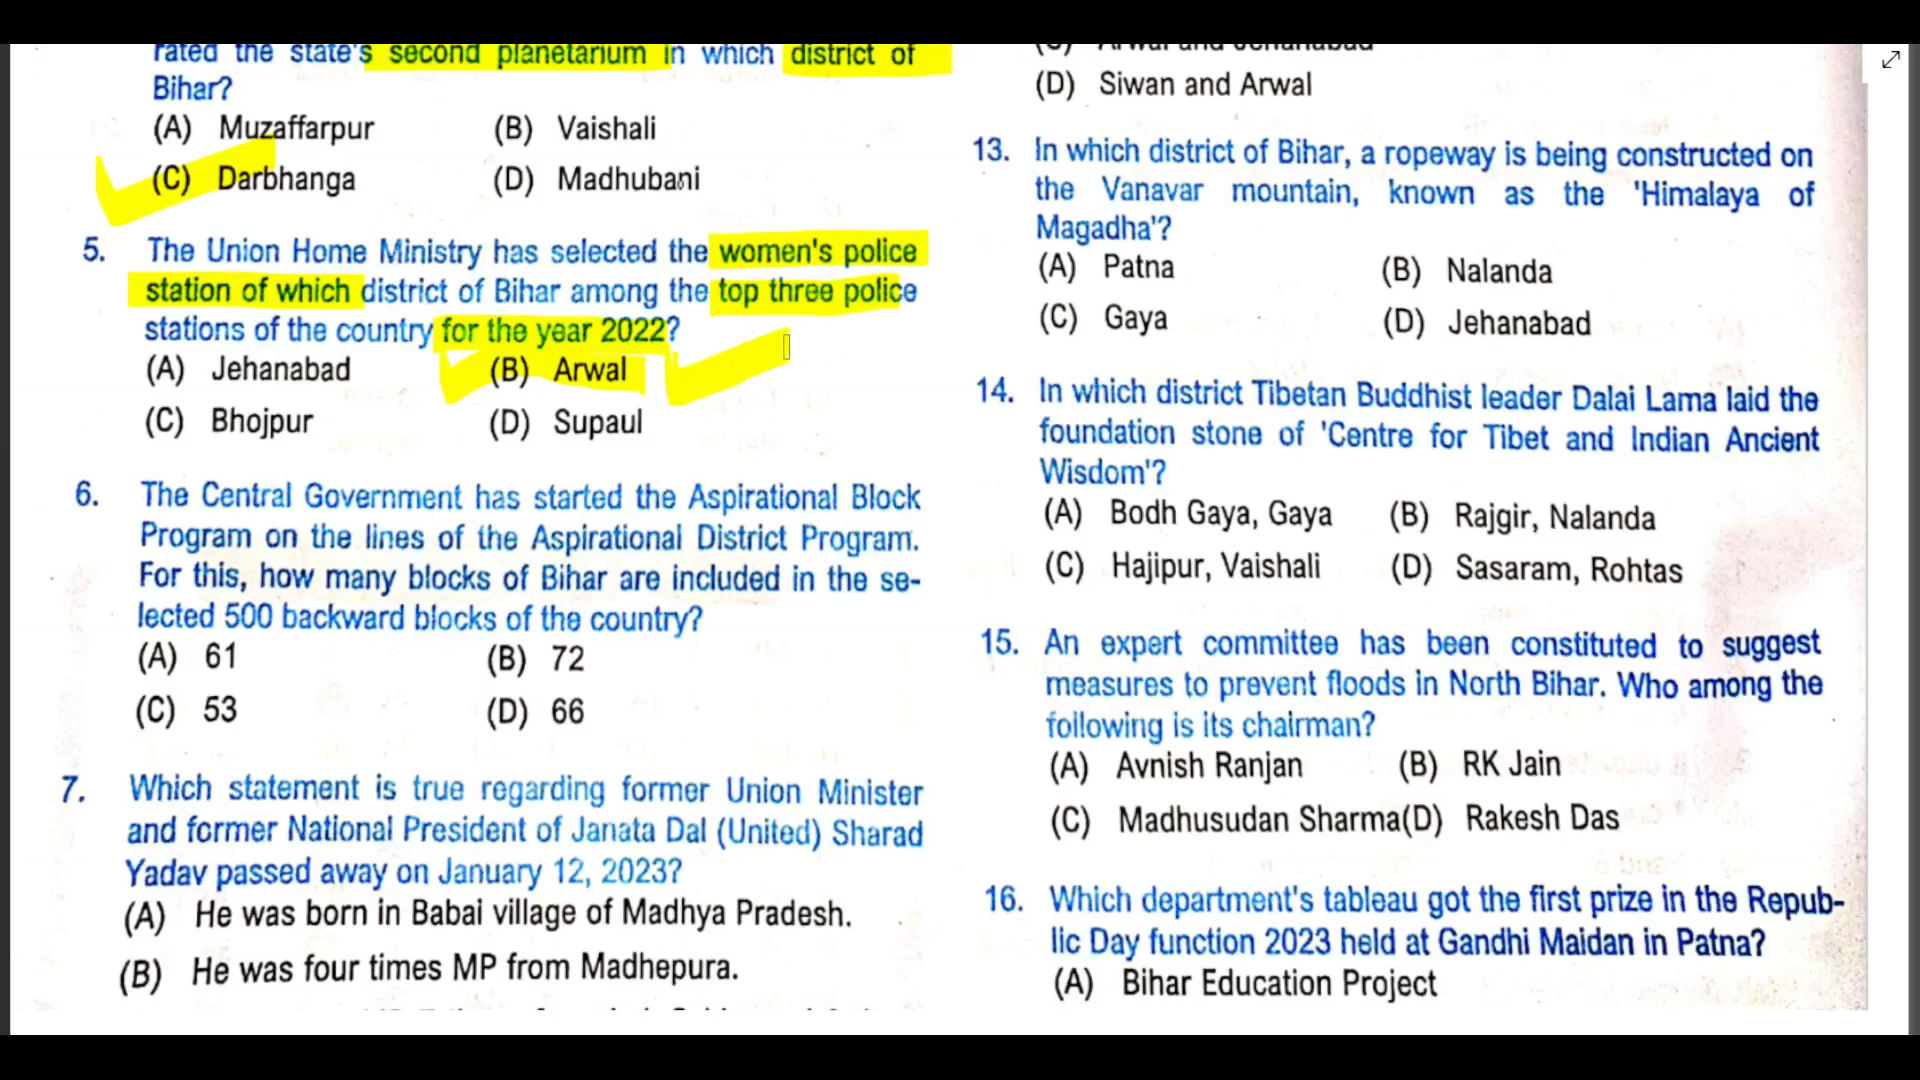 rated the state's second planetarium in which district of
Bihar?
(A) Muzaffarpur (B) Vaishali
(C) Darbhanga (D) Madhubani
5. The Union Home Ministry has selected the women's police
station of which district of Bihar among the top three police
stations of the country for the year 2022?
(A) Jehanabad (B) Arwal
(C) Bhojpur (D) Supaul
6. The Central Government has started the Aspirational Block
Program on the lines of the Aspirational District Program.
For this, how many blocks of Bihar are included in the se-
lected 500 backward blocks of the country?
(A) 61 (B) 72
(C) 53 (D) 66
7. Which statement is true regarding former Union Minister
and former National President of Janata Dal (United) Sharad
Yadav passed away on January 12, 2023?
(A) He was born in Babai village of Madhya Pradesh.
(B) He was four times MP from Madhepura.
(C) Arwal and Jehanabad
(D) Siwan and Arwal
13. In which district of Bihar, a ropeway is being constructed on
the Vanavar mountain, known as the 'Himalaya of
Magadha'?
(A) Patna (B) Nalanda
(C) Gaya (D) Jehanabad
14. In which district Tibetan Buddhist leader Dalai Lama laid the
foundation stone of 'Centre for Tibet and Indian Ancient
Wisdom'?
(A) Bodh Gaya, Gaya (B) Rajgir, Nalanda
(C) Hajipur, Vaishali (D) Sasaram, Rohtas
15. An expert committee has been constituted to suggest
measures to prevent floods in North Bihar. Who among the
following is its chairman?
(A) Avnish Ranjan (B) RK Jain
(C) Madhusudan Sharma (D) Rakesh Das
16. Which department's tableau got the first prize in the Repub-
lic Day function 2023 held at Gandhi Maidan in Patna?
(A) Bihar Education Project